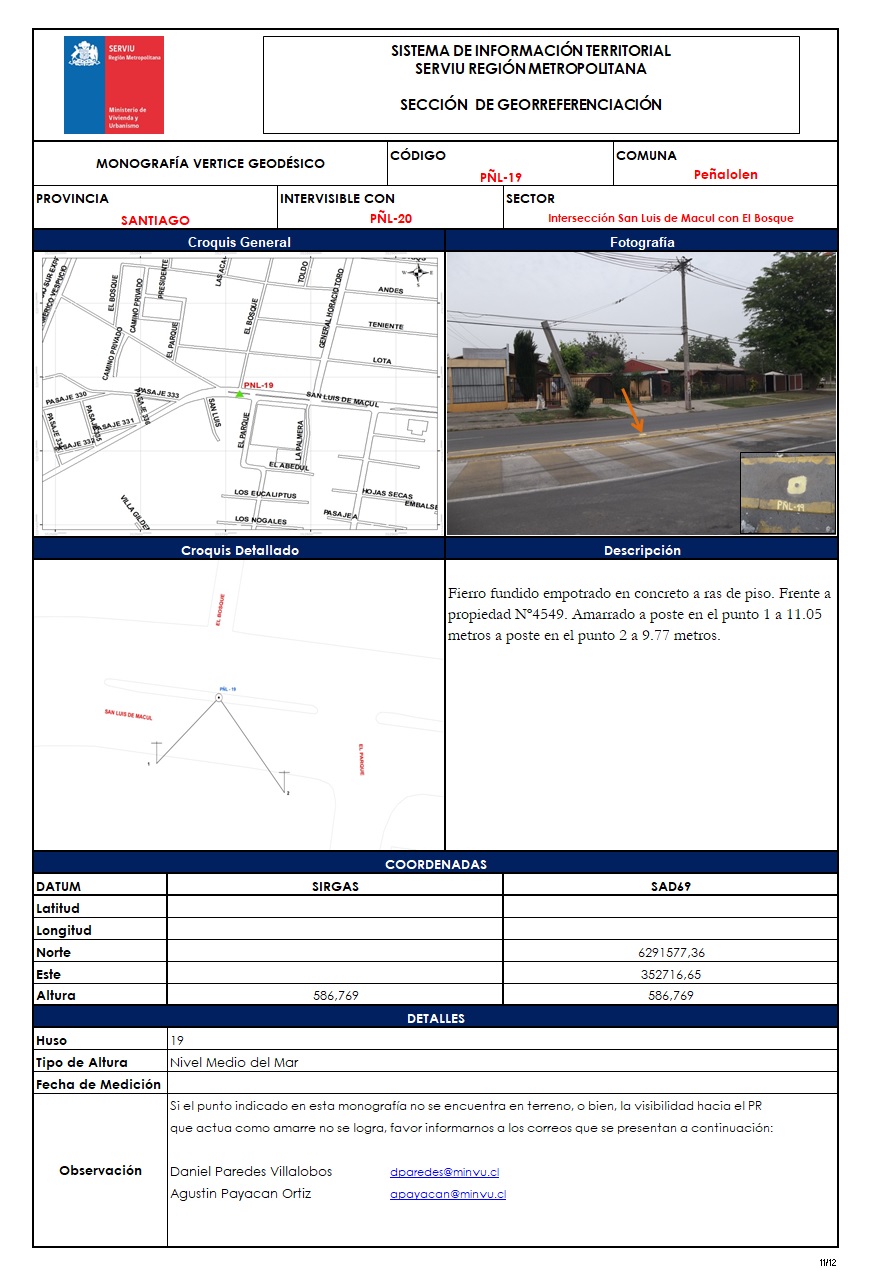 SERVIU
Región Metropolitana
Ministerio de
Vivienda y
Urbanismo
SISTEMA DE INFORMACIÓN TERRITORIAL
SERVIU REGIÓN METROPOLITANA
SECCIÓN DE GEORREFERENCIACIÓN
MONOGRAFÍA VERTICE GEODÉSICO
CÓDIGO
PÑL-19
COMUNA
Peñalolen
PROVINCIA
SANTIAGO
INTERVISIBLE CON
PÑL-20
SECTOR
Intersección San Luis de Macul con El Bosque
Croquis General
Fotografía
EL BOSQUE
CAMINO PRIVADO
PRESIDENTE
LAS ACA
TOLDO
W E
S
ANDES
GENERAL HORACIO TORO
EL BOSQUE
TENIENTE
CAMINO PRIVADO
EL PARQUE
LOTA
PNL-19
PASAJE 330
PASAJE 333
PASAJE 336
SAN LUIS DE MACUL
PASAJE 331
PASAJE 332
SAN LUIS
EL PARQUE
LA PALMERA
EL ABEDUL
LOS EUCALIPTUS
HOJAS SECAS
EMBALSE
VILLA GILDE
LOS NOGALES
PASAJE A
PÑL-19
Croquis Detallado
Descripción
EL BOSQUE
PÑL - 19
SAN LUIS DE MACUL
EL PARQUE
1
2
Fierro fundido empotrado en concreto a ras de piso. Frente a
propiedad Nº4549. Amarrado a poste en el punto 1 a 11.05
metros a poste en el punto 2 a 9.77 metros.
COORDENADAS
DATUM SIRGAS SAD69
Latitud
Longitud
Norte 6291577,36
Este 352716,65
Altura 586,769 586,769
DETALLES
Huso 19
Tipo de Altura Nivel Medio del Mar
Fecha de Medición
Observación
Si el punto indicado en esta monografía no se encuentra en terreno, o bien, la visibilidad hacia el PR
que actua como amarre no se logra, favor informarnos a los correos que se presentan a continuación:
Daniel Paredes Villalobos dparedes@minvu.cl
Agustin Payacan Ortiz apayacan@minvu.cl
11/12